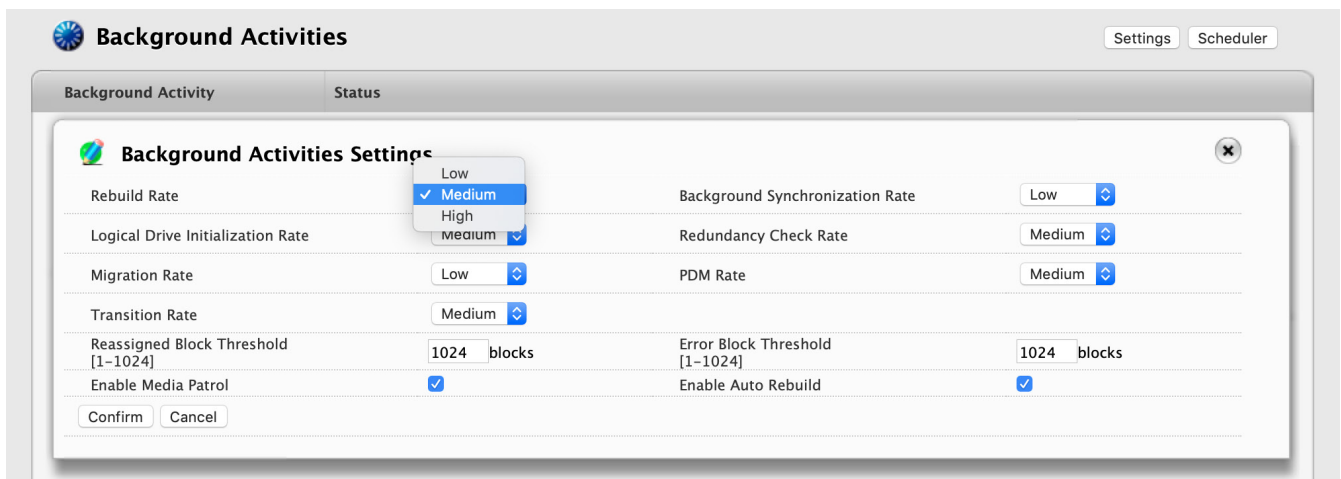 Background Activities
Settings Scheduler
Background Activity Status
Background Activities Settings
Low
Rebuild Rate Medium Background Synchronization Rate Low
High
Logical Drive Initialization Rate Medium Redundancy Check Rate Medium
Migration Rate Low PDM Rate Medium
Transition Rate Medium
Reassigned Block Threshold 1024 blocks Error Block Threshold 1024 blocks
[1-1024] [1-1024]
Enable Media Patrol Enable Auto Rebuild
Confirm Cancel